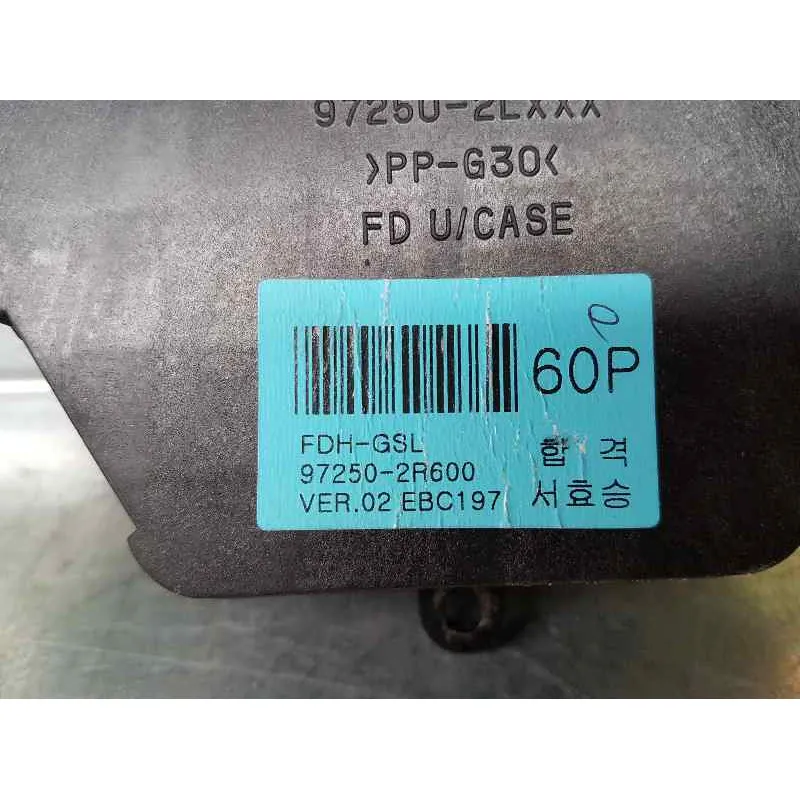 97250-2LXXX
>PP-G30<
FD U/CASE
60P
FDH-GSL
97250-2R600
VER.02 EBC197
합 격
서효승